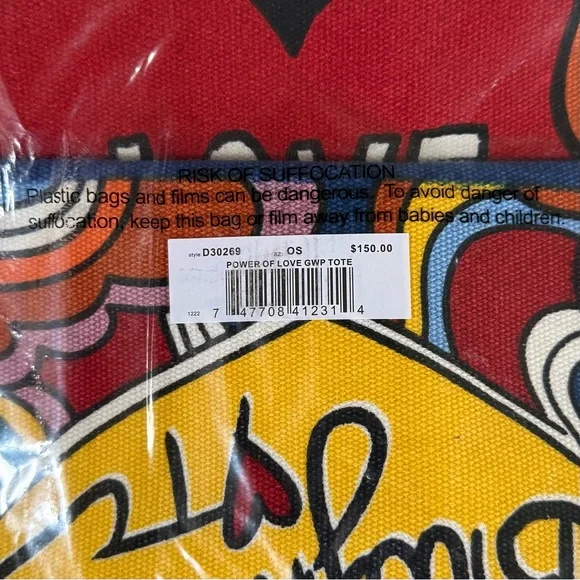 LOVE
RISK OF SUFFOCATION
Plastic bags and films can be dangerous. To avoid danger of
suffocation, keep this bag or film away from babies and children.
style D30269 sz: OS $150.00
POWER OF LOVE GWP TOTE
1222 7 47708 41231 4